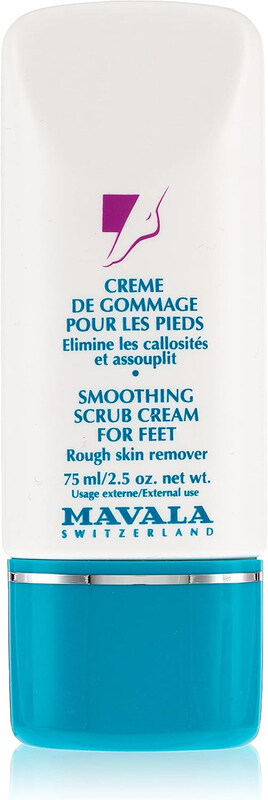 CREME
DE GOMMAGE
POUR LES PIEDS
Elimine les callosités
et assouplit
•
SMOOTHING
SCRUB CREAM
FOR FEET
Rough skin remover
75 ml/2.5 oz. net wt.
Usage externe/External use
MAVALA
SWITZERLAND